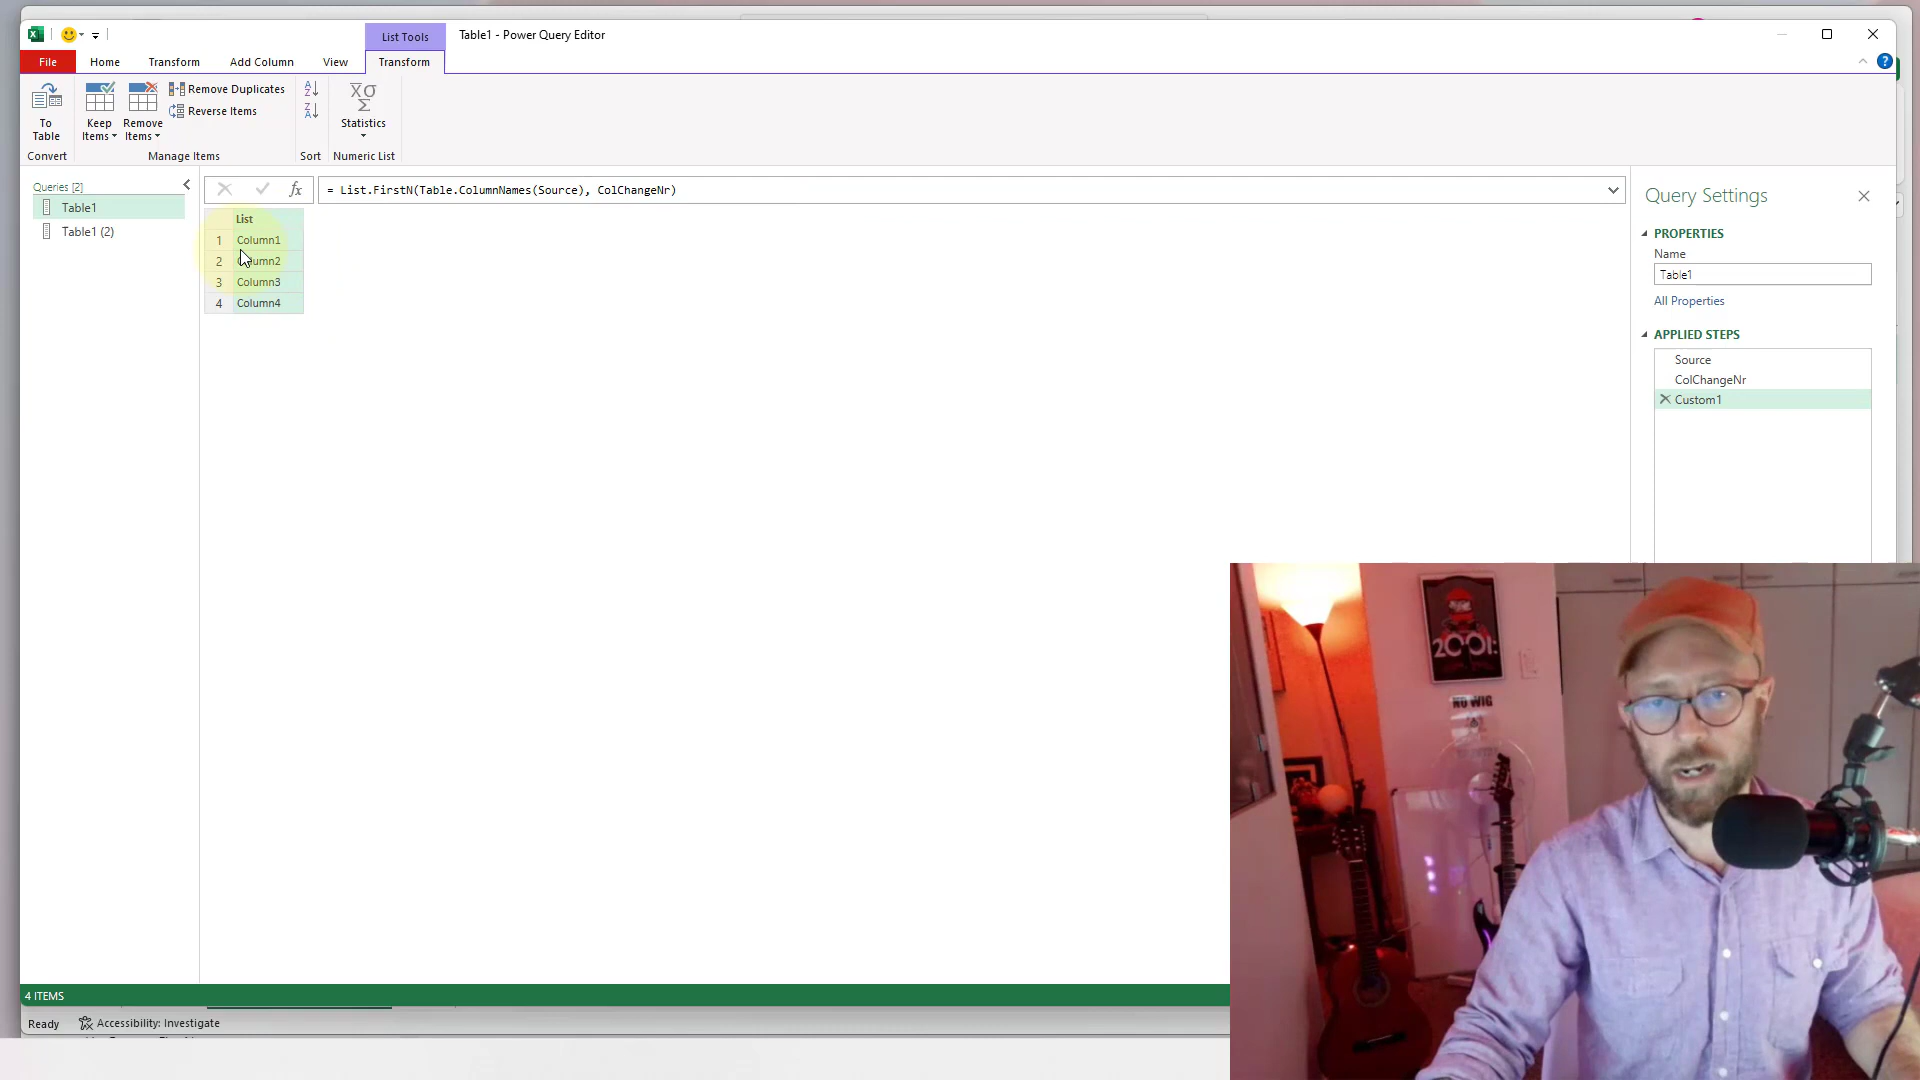 List Tools
Table1 - Power Query Editor
File
Home
Transform
Add Column
View
Transform
To Table
Keep Items
Remove Items
Remove Duplicates
Reverse Items
Statistics
Convert
Manage Items
Sort
Numeric List
Queries [2]
Table1
Table1 (2)
= List.FirstN(Table.ColumnNames(Source), ColChangeNr)
List
1 Column1
2 Column2
3 Column3
4 Column4
Query Settings
PROPERTIES
Name
Table1
All Properties
APPLIED STEPS
Source
ColChangeNr
Custom1
4 ITEMS
Ready
Accessibility: Investigate
2001:
NO WIG